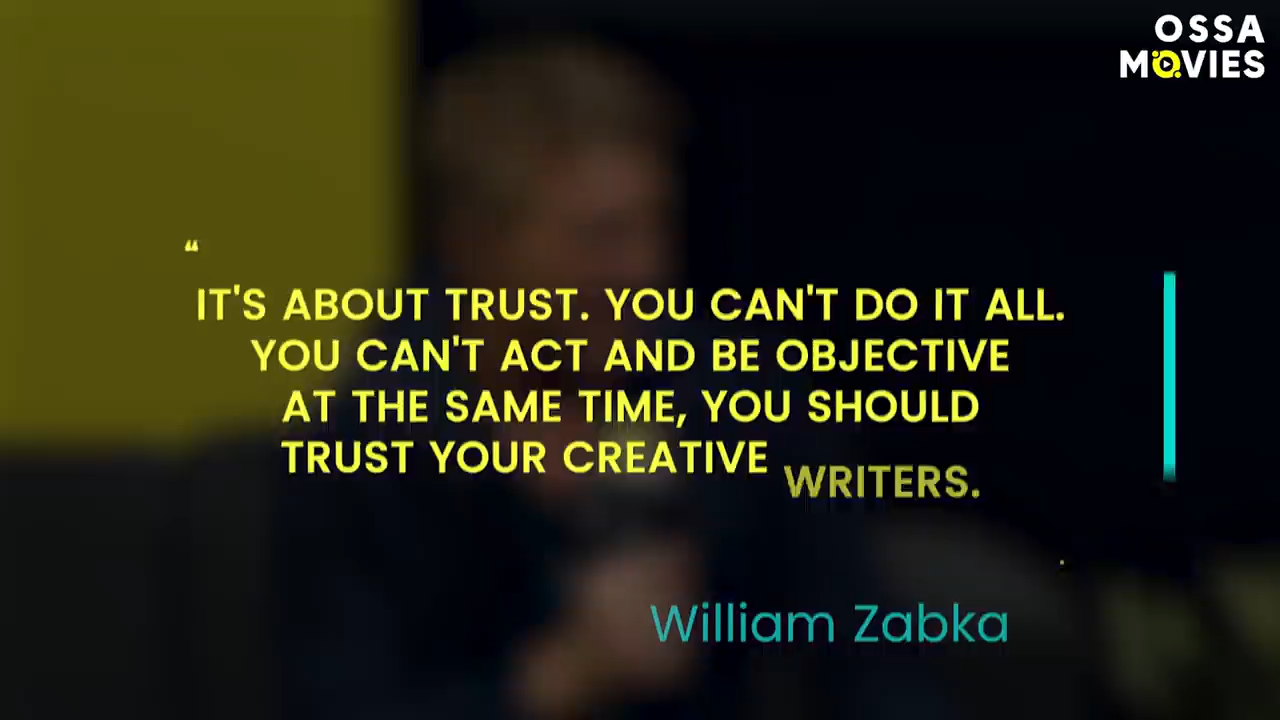 OSSA
MOVIES
“
IT'S ABOUT TRUST. YOU CAN'T DO IT ALL.
YOU CAN'T ACT AND BE OBJECTIVE
AT THE SAME TIME, YOU SHOULD
TRUST YOUR CREATIVE WRITERS.
William Zabka